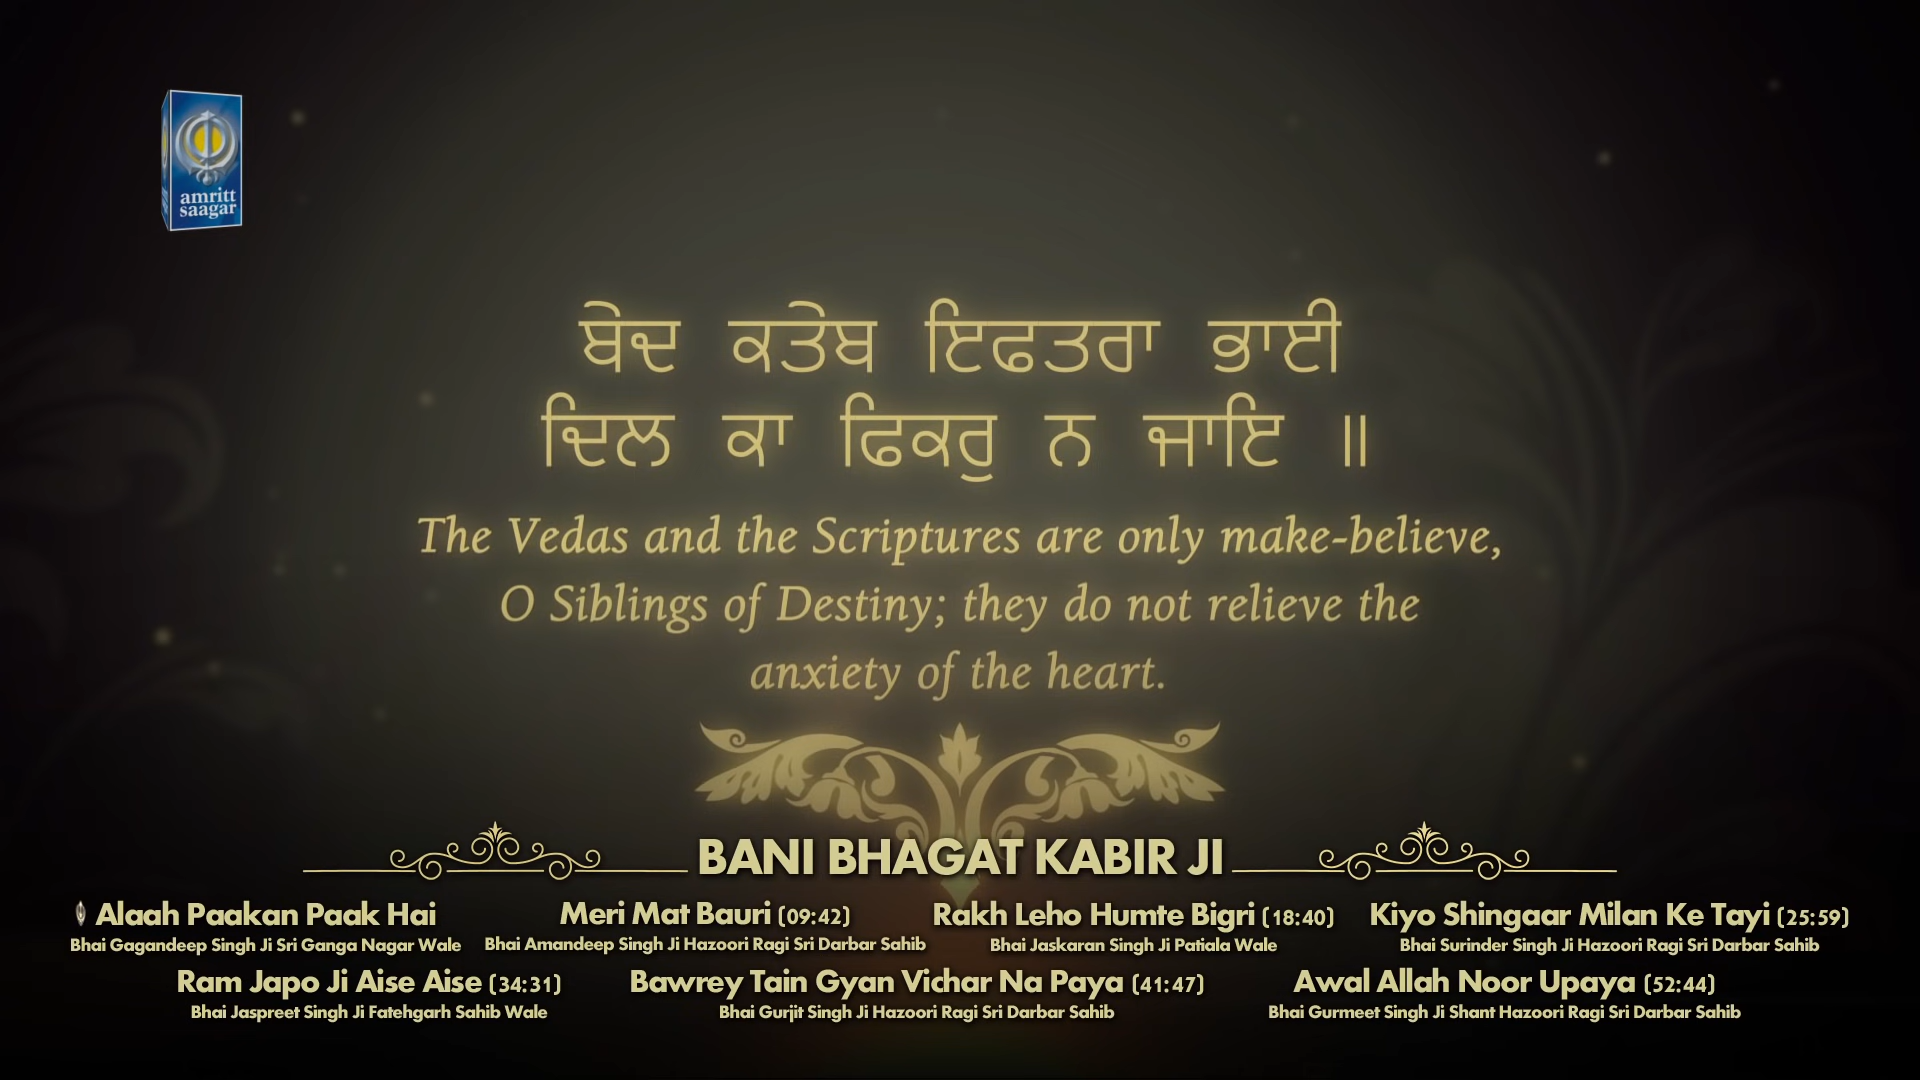 amritt
saagar
ਬੇਦ ਕਤੇਬ ਇਫਤਰਾ ਭਾਈ
ਦਿਲ ਕਾ ਫਿਕਰੁ ਨ ਜਾਇ ॥
The Vedas and the Scriptures are only make-believe,
O Siblings of Destiny; they do not relieve the
anxiety of the heart.
BANI BHAGAT KABIR JI
Alaah Paakan Paak Hai Meri Mat Bauri (09:42) Rakh Leho Humte Bigri (18:40) Kiyo Shingaar Milan Ke Tayi (25:59)
Bhai Gagandeep Singh Ji Sri Ganga Nagar Wale Bhai Amandeep Singh Ji Hazoori Ragi Sri Darbar Sahib Bhai Jaskaran Singh Ji Patiala Wale Bhai Surinder Singh Ji Hazoori Ragi Sri Darbar Sahib
Ram Japo Ji Aise Aise (34:31) Bawrey Tain Gyan Vichar Na Paya (41:47) Awal Allah Noor Upaya (52:44)
Bhai Jaspreet Singh Ji Fatehgarh Sahib Wale Bhai Gurjit Singh Ji Hazoori Ragi Sri Darbar Sahib Bhai Gurmeet Singh Ji Shant Hazoori Ragi Sri Darbar Sahib